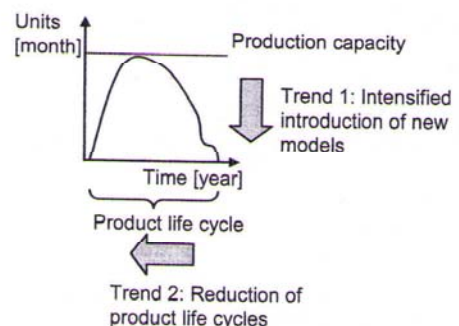 Units
[month]
Production capacity
Trend 1: Intensified
introduction of new
models
Time [year]
Product life cycle
Trend 2: Reduction of
product life cycles